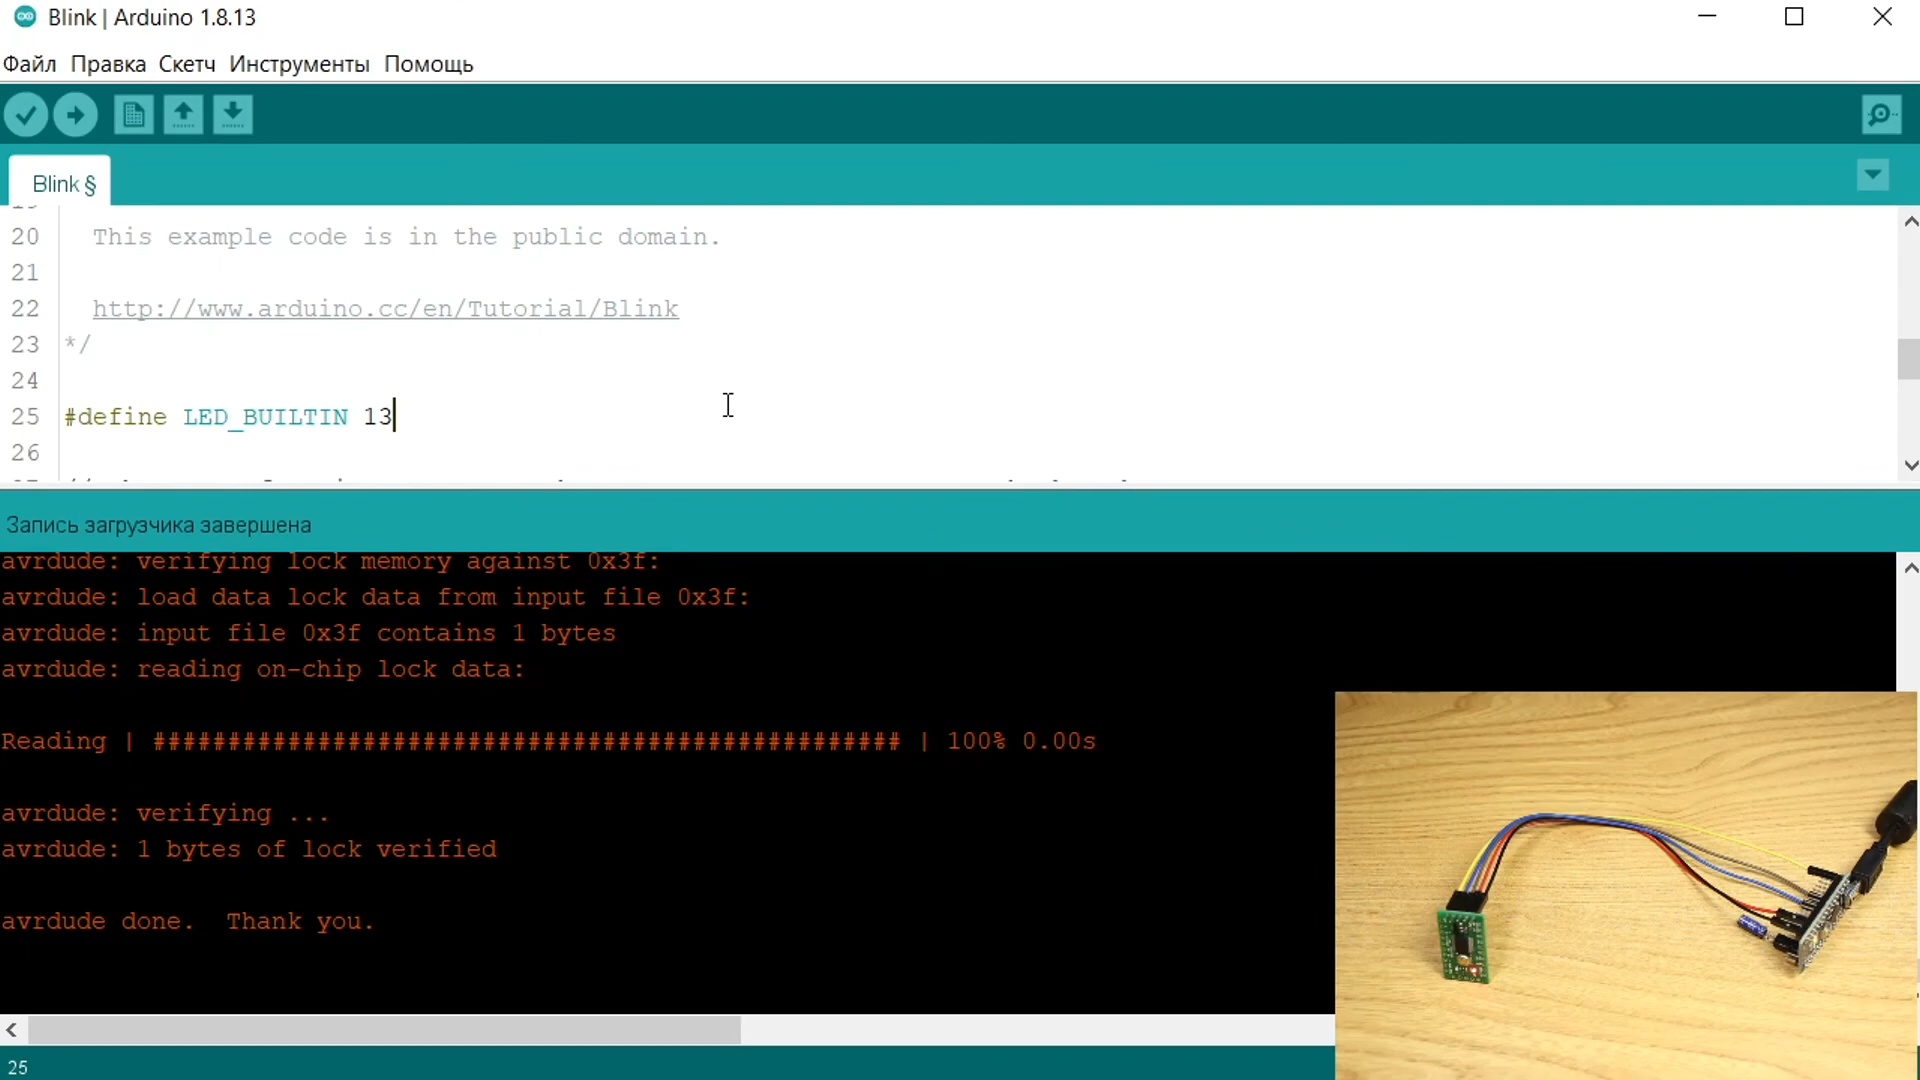 Blink | Arduino 1.8.13
Файл Правка Скетч Инструменты Помощь
Blink §
20 This example code is in the public domain.
21
22 http://www.arduino.cc/en/Tutorial/Blink
23 */
24
25 #define LED_BUILTIN 13
26
Запись загрузчика завершена
avrdude: verifying lock memory against 0x3f:
avrdude: load data lock data from input file 0x3f:
avrdude: input file 0x3f contains 1 bytes
avrdude: reading on-chip lock data:
Reading | ################################################## | 100% 0.00s
avrdude: verifying ...
avrdude: 1 bytes of lock verified
avrdude done.  Thank you.
25